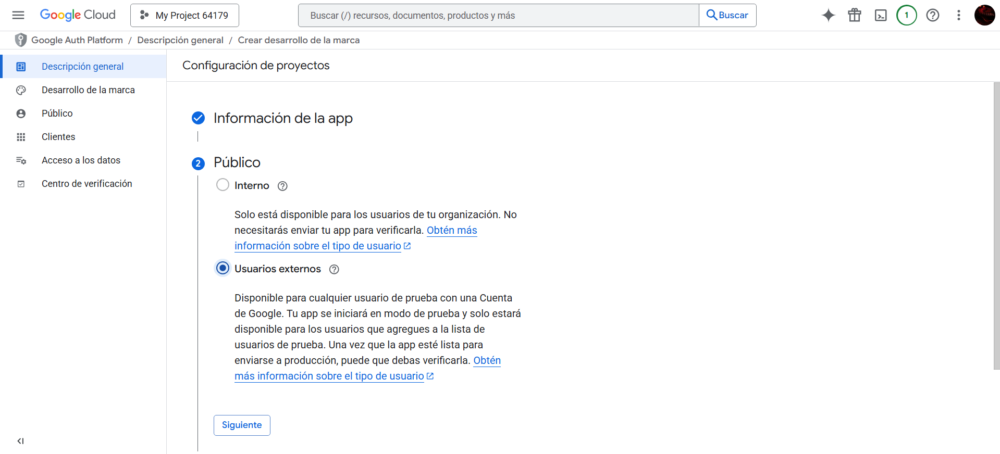 Google Cloud
My Project 64179
Buscar (/) recursos, documentos, productos y más
Buscar
1
Google Auth Platform / Descripción general / Crear desarrollo de la marca
Descripción general
Desarrollo de la marca
Público
Clientes
Acceso a los datos
Centro de verificación
Configuración de proyectos
Información de la app
2 Público
Interno
Solo está disponible para los usuarios de tu organización. No
necesitarás enviar tu app para verificarla. Obtén más
información sobre el tipo de usuario
Usuarios externos
Disponible para cualquier usuario de prueba con una Cuenta
de Google. Tu app se iniciará en modo de prueba y solo estará
disponible para los usuarios que agregues a la lista de
usuarios de prueba. Una vez que la app esté lista para
enviarse a producción, puede que debas verificarla. Obtén
más información sobre el tipo de usuario
Siguiente